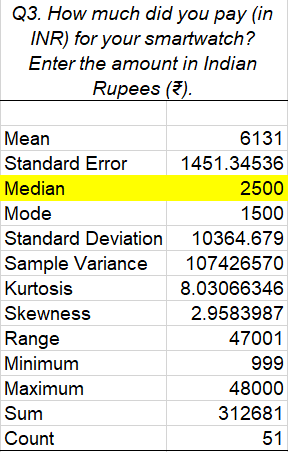 Q3. How much did you pay (in
INR) for your smartwatch?
Enter the amount in Indian
Rupees (₹).
Mean 6131
Standard Error 1451.34536
Median 2500
Mode 1500
Standard Deviation 10364.679
Sample Variance 107426570
Kurtosis 8.03066346
Skewness 2.9583987
Range 47001
Minimum 999
Maximum 48000
Sum 312681
Count 51